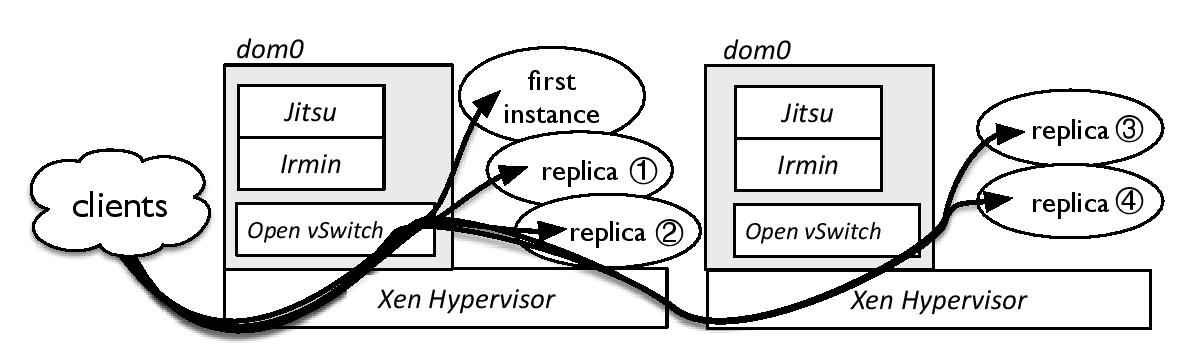 dom0
Jitsu
Irmin
Open vSwitch
Xen Hypervisor
clients
first
instance
replica ①
replica ②
dom0
Jitsu
Irmin
Open vSwitch
Xen Hypervisor
replica ③
replica ④